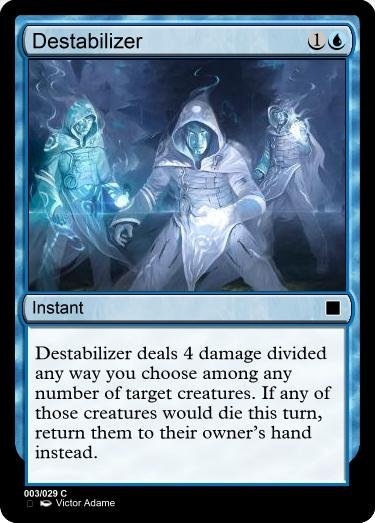 Destabilizer 1
Instant
Destabilizer deals 4 damage divided
any way you choose among any
number of target creatures. If any of
those creatures would die this turn,
return them to their owner's hand
instead.
003/029 C
Victor Adame